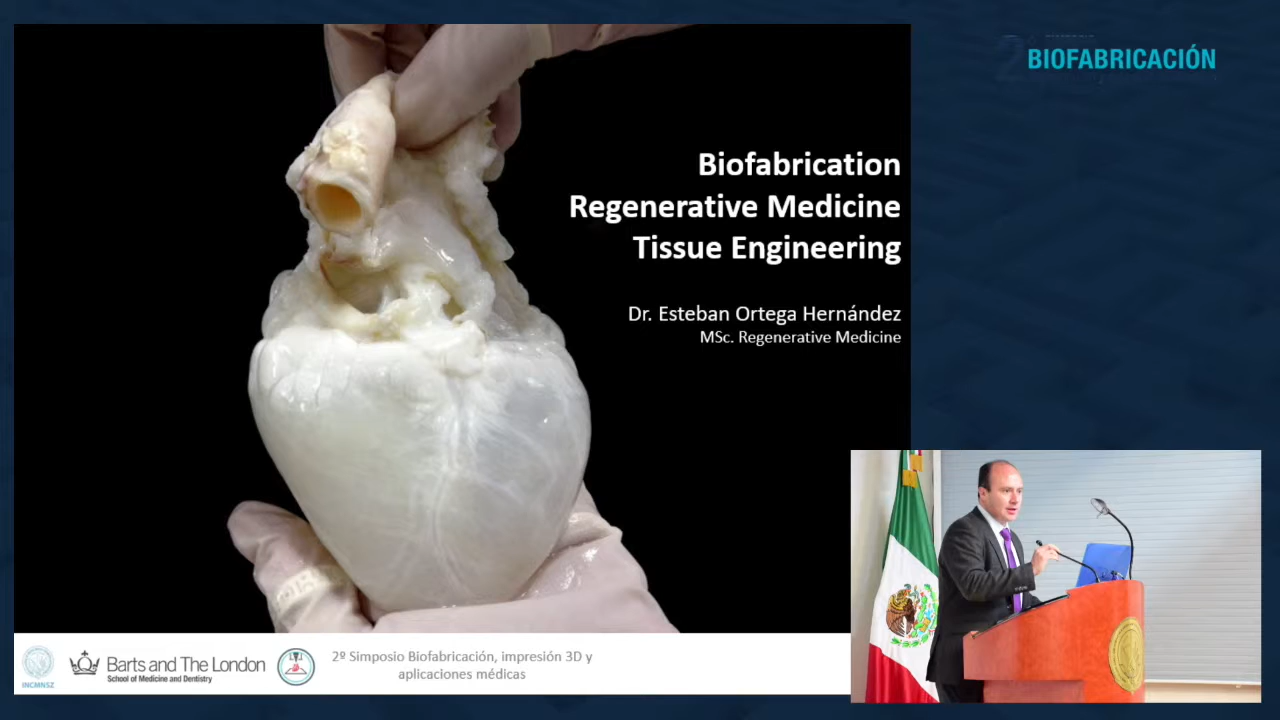 BIOFABRICACIÓN
Biofabrication
Regenerative Medicine
Tissue Engineering
Dr. Esteban Ortega Hernández
MSc. Regenerative Medicine
INCMNSZ
Barts and The London
School of Medicine and Dentistry
2º Simposio Biofabricación, impresión 3D y
aplicaciones médicas